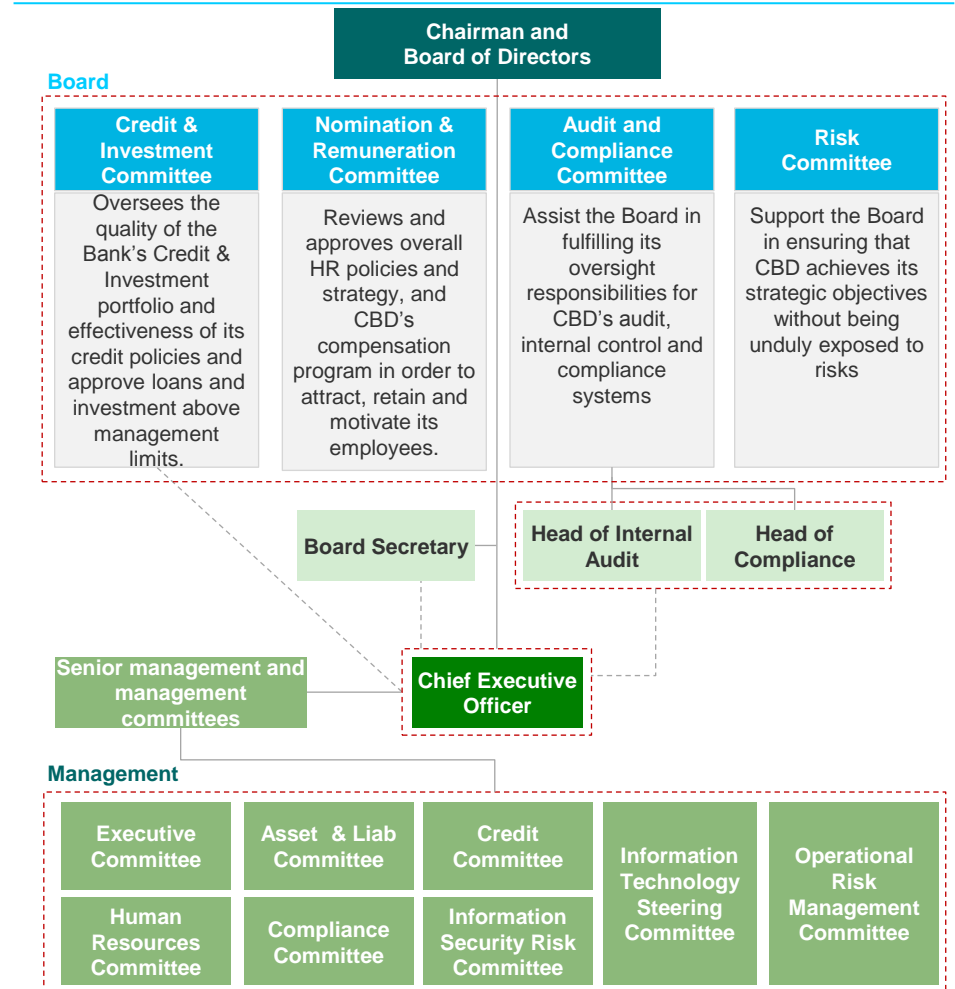 Chairman and
Board of Directors
Board
Credit &
Investment
Committee
Oversees the
quality of the
Bank's Credit &
Investment
portfolio and
effectiveness of its
credit policies and
approve loans and
investment above
management
limits.
Nomination &
Remuneration
Committee
Reviews and
approves overall
HR policies and
strategy, and
CBD's
compensation
program in order to
attract, retain and
motivate its
employees.
Audit and
Compliance
Committee
Assist the Board in
fulfilling its
oversight
responsibilities for
CBD's audit,
internal control and
compliance
systems
Risk
Committee
Support the Board
in ensuring that
CBD achieves its
strategic objectives
without being
unduly exposed to
risks
Board Secretary
Head of Internal
Audit
Head of
Compliance
Senior management and
management
committees
Chief Executive
Officer
Management
Executive
Committee
Asset & Liab
Committee
Credit
Committee
Information
Technology
Steering
Committee
Operational
Risk
Management
Committee
Human
Resources
Committee
Compliance
Committee
Information
Security Risk
Committee